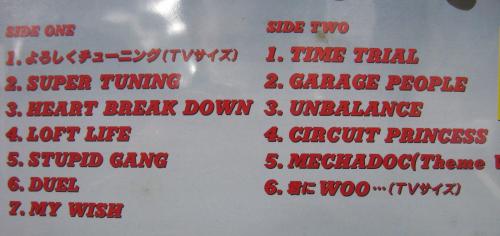 SIDE ONE
1. よろしくチューニング(TVサイズ)
2. SUPER TUNING
3. HEART BREAK DOWN
4. LOFT LIFE
5. STUPID GANG
6. DUEL
7. MY WISH
SIDE TWO
1. TIME TRIAL
2. GARAGE PEOPLE
3. UNBALANCE
4. CIRCUIT PRINCESS
5. MECHADOC(Theme
6. 君にWOO…(TVサイズ)